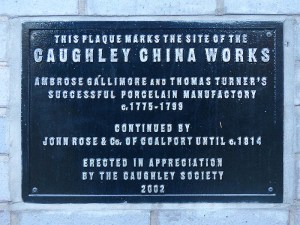 THIS PLAQUE MARKS THE SITE OF THE
CAUGHLEY CHINA WORKS
AMBROSE GALLIMORE AND THOMAS TURNER'S
SUCCESSFUL PORCELAIN MANUFACTORY
c.1775-1799
CONTINUED BY
JOHN ROSE & Co. OF COALPORT UNTIL c.1814
ERECTED IN APPRECIATION
BY THE CAUGHLEY SOCIETY
2002